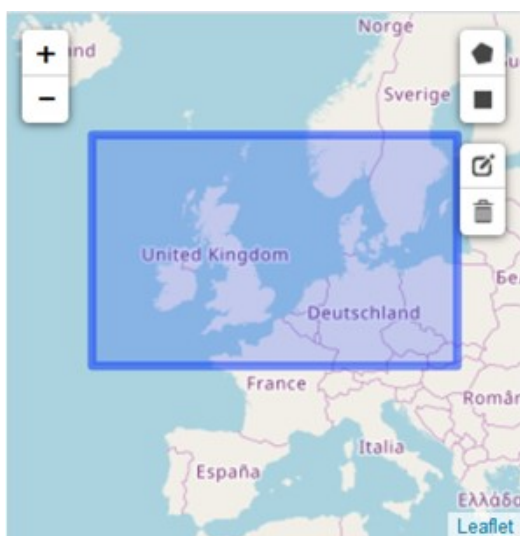 Norge
+
Sverige
−
United Kingdom
Deutschland
France
Italia
España
Leaflet